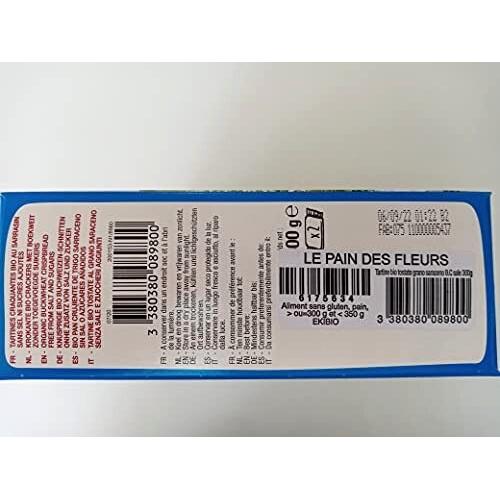 FR - TARTINES CRAQUANTES BIO AU SARRASIN
SANS SEL NI SUCRES AJOUTÉS
NL - KROKANTE BIO CRACKERS MET BOEKWEIT
ZONDER TOEGEVOEGDE SUIKERS
EN - ORGANIC BUCKWHEAT CRISPBREAD
FREE FROM SALT AND SUGARS
DE - KNUSPRIGE BIO-BUCHWEIZEN-SCHNITTEN
OHNE ZUSATZ VON SALZ UND ZUCKER
ES - BIO PAN CRUJIENTE DE TRIGO SARRACENO
SIN SAL O AZÚCARES AÑADIDOS
IT - TARTINE BIO TOSTATE AL GRANO SARACENO
SENZA SALE E ZUCCHERI AGGIUNTI
07/20
3 380380 089800
FR - À conserver dans un endroit sec et à l'abri
de la lumière.
NL - Koel en droog bewaren en vrijwaren van zonlicht.
EN - Store in a dry place away from light.
DE - An einem trockenen, kühlen und lichtgeschützten
Ort aufbewahren.
ES - Conservar en un lugar seco protegido de la luz.
IT - Conservare in luogo fresco e asciutto, al riparo
dalla luce.
FR - À consommer de préférence avant le :
NL - Ten minste houdbaar tot:
EN - Best before:
DE - Mindestens haltbar bis:
ES - Consumir preferentemente antes de:
IT - Da consumarsi preferibilmente entro:
00g e
x2
06/09/22 01:22 B2
FAB:075 110000005437
LE PAIN DES FLEURS
Tartine bio tostate grano saraceno
617563
Aliment sans gluten, pain,
> ou=300 g et < 350 g
EKIBIO
3 380380 089800